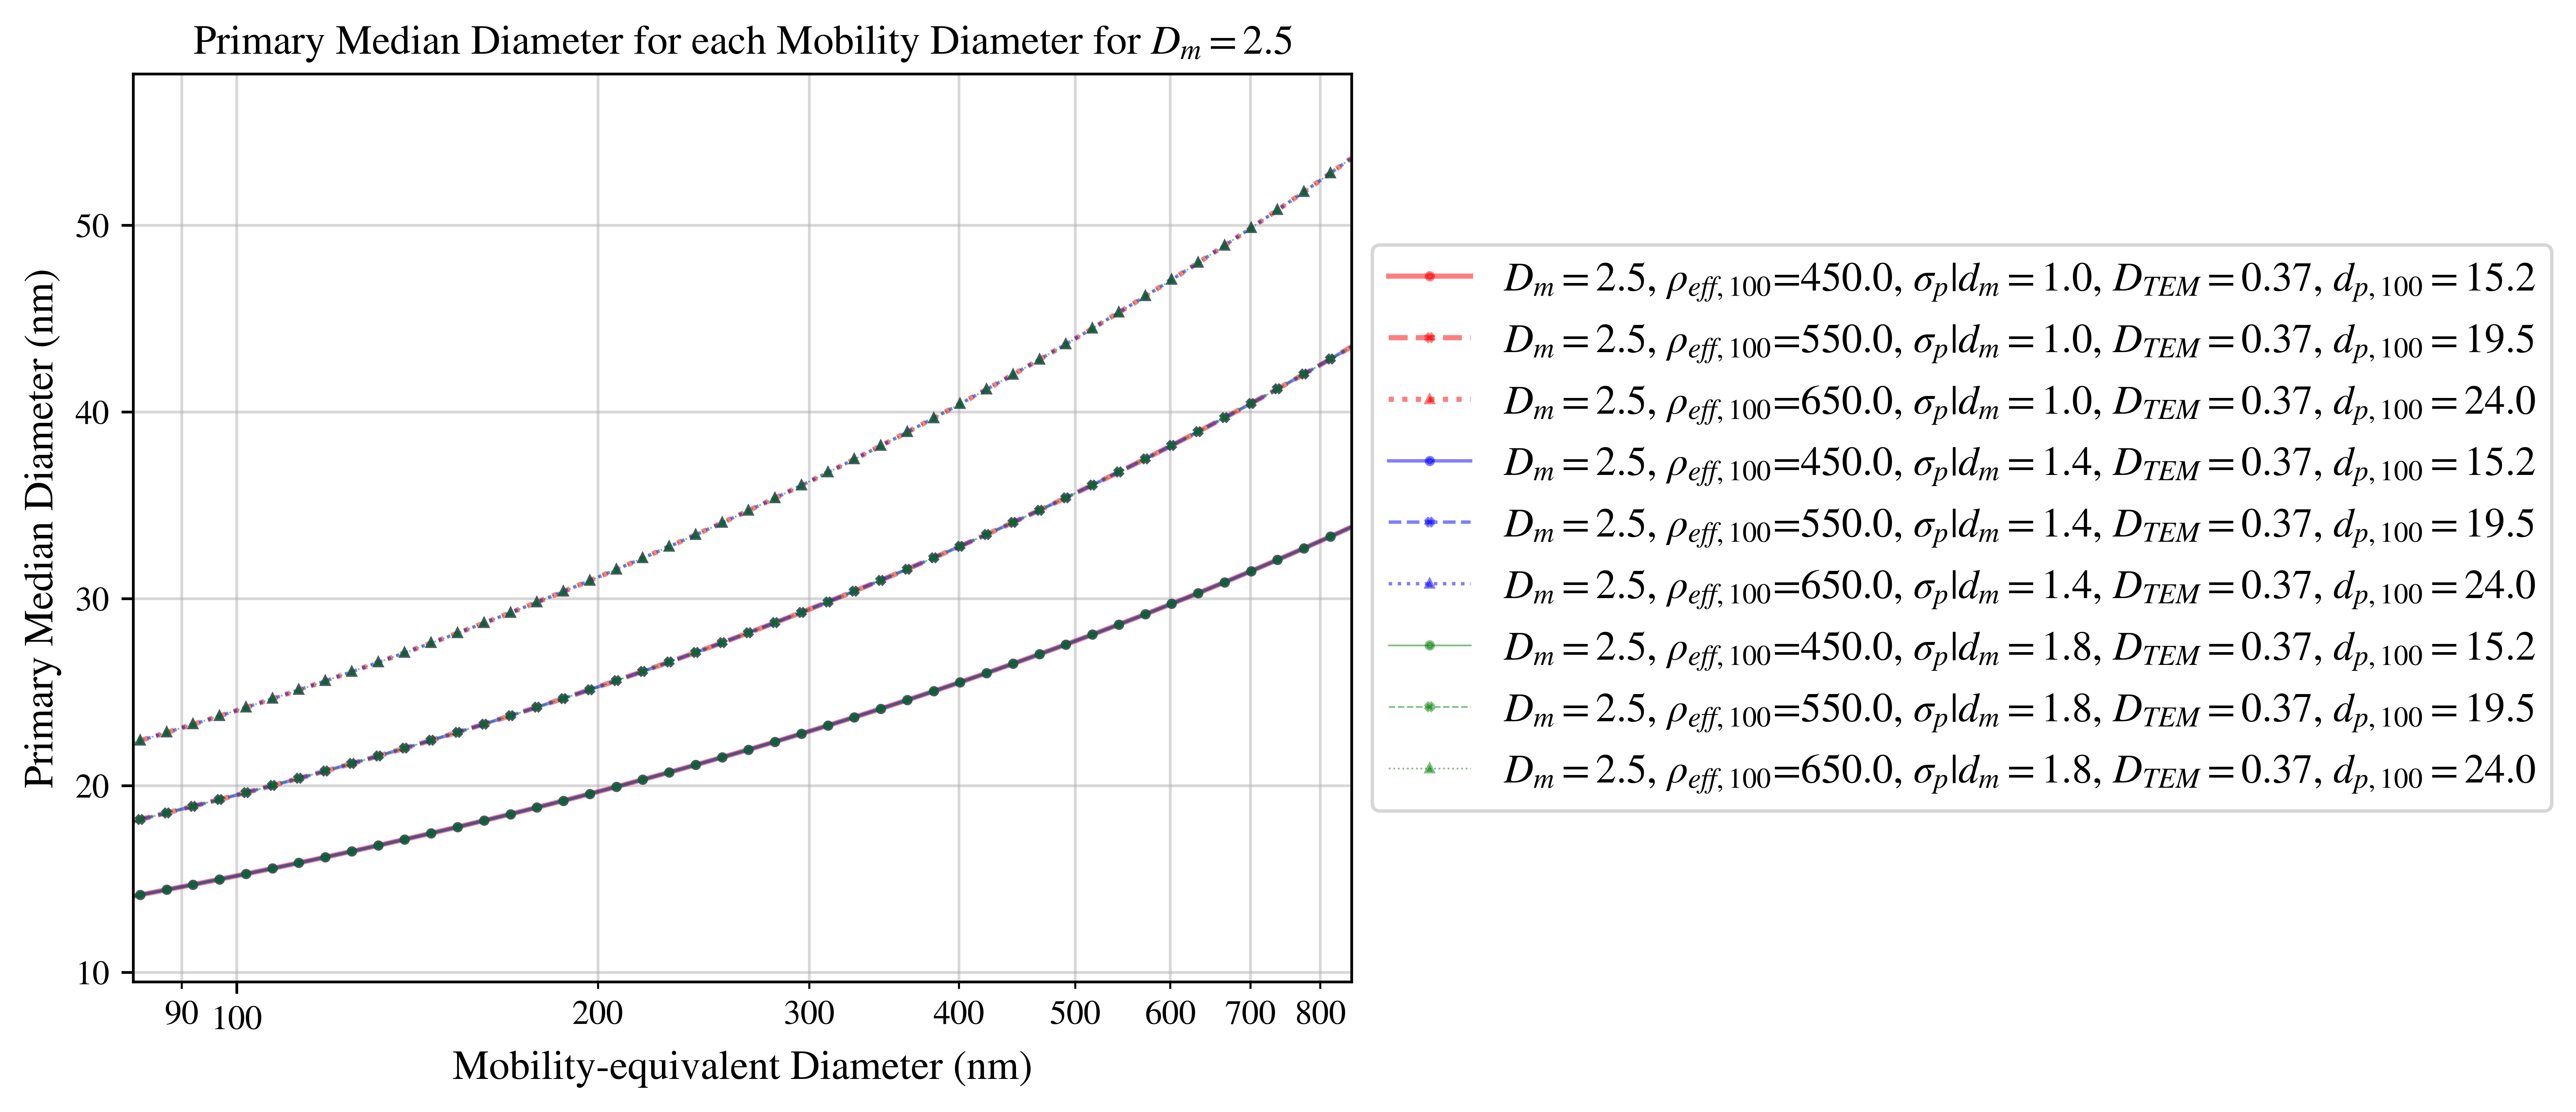 Primary Median Diameter for each Mobility Diameter for Dₘ = 2.5
Primary Median Diameter (nm)
50
40
30
20
10
90 100 200 300 400 500 600 700 800
Mobility-equivalent Diameter (nm)
D_m = 2.5, ρ_eff,100=450.0, σ_p|d_m = 1.0, D_TEM = 0.37, d_p,100 = 15.2
D_m = 2.5, ρ_eff,100=550.0, σ_p|d_m = 1.0, D_TEM = 0.37, d_p,100 = 19.5
D_m = 2.5, ρ_eff,100=650.0, σ_p|d_m = 1.0, D_TEM = 0.37, d_p,100 = 24.0
D_m = 2.5, ρ_eff,100=450.0, σ_p|d_m = 1.4, D_TEM = 0.37, d_p,100 = 15.2
D_m = 2.5, ρ_eff,100=550.0, σ_p|d_m = 1.4, D_TEM = 0.37, d_p,100 = 19.5
D_m = 2.5, ρ_eff,100=650.0, σ_p|d_m = 1.4, D_TEM = 0.37, d_p,100 = 24.0
D_m = 2.5, ρ_eff,100=450.0, σ_p|d_m = 1.8, D_TEM = 0.37, d_p,100 = 15.2
D_m = 2.5, ρ_eff,100=550.0, σ_p|d_m = 1.8, D_TEM = 0.37, d_p,100 = 19.5
D_m = 2.5, ρ_eff,100=650.0, σ_p|d_m = 1.8, D_TEM = 0.37, d_p,100 = 24.0